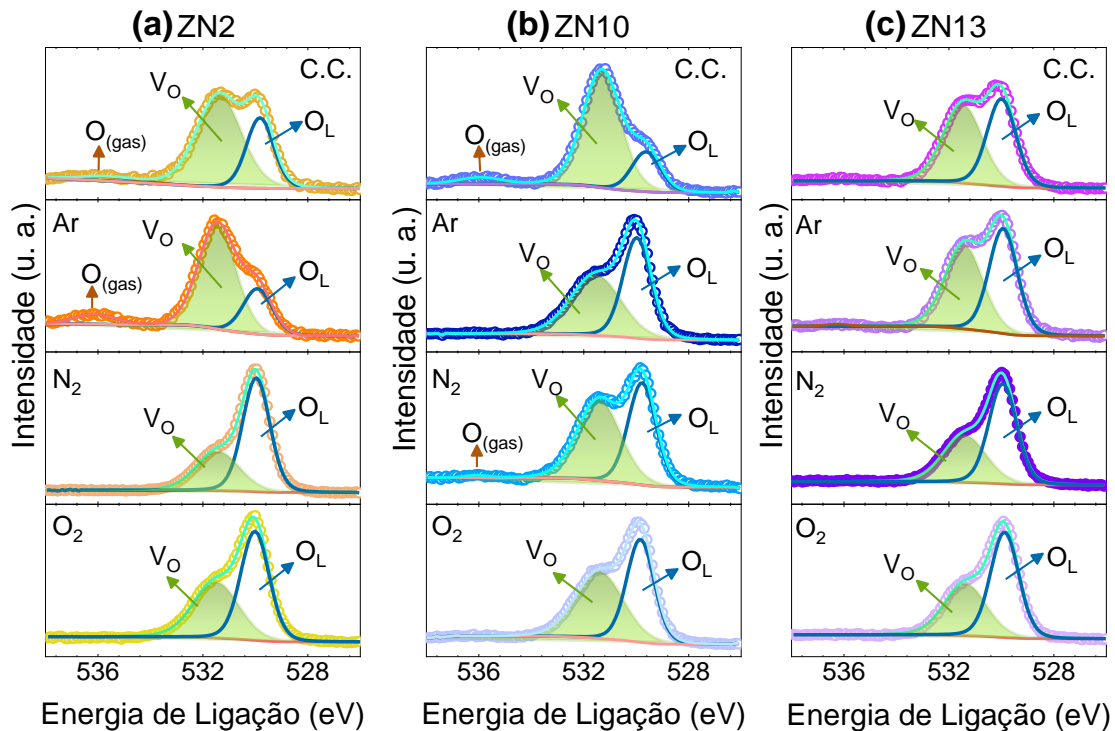 (a) ZN2
Intensidade (u. a.)
C.C.
V_O
O_(gas)
O_L
Ar
V_O
O_(gas)
O_L
N_2
V_O
O_L
O_2
V_O
O_L
536 532 528
Energia de Ligação (eV)
(b) ZN10
Intensidade (u. a.)
C.C.
V_O
O_(gas)
O_L
Ar
V_O
O_L
N_2
V_O
O_(gas)
O_L
O_2
V_O
O_L
536 532 528
Energia de Ligação (eV)
(c) ZN13
Intensidade (u. a.)
C.C.
V_O
O_L
Ar
V_O
O_L
N_2
V_O
O_L
O_2
V_O
O_L
536 532 528
Energia de Ligação (eV)